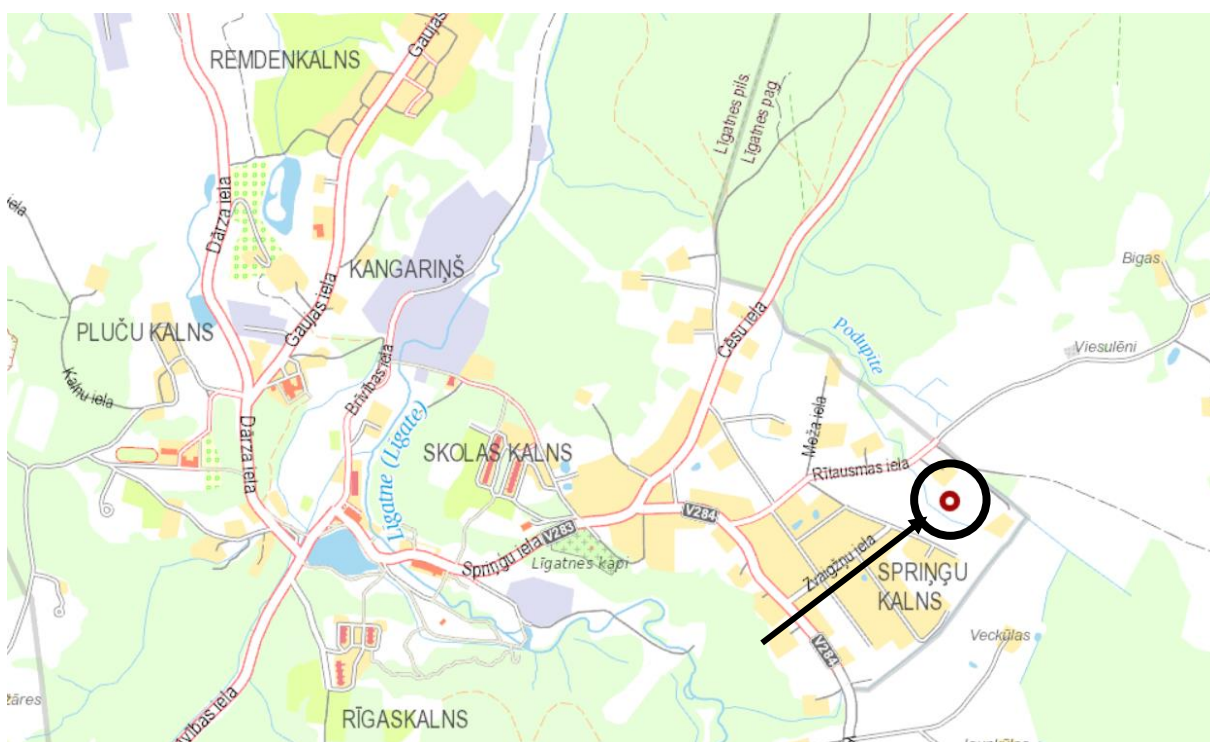 REMDENKALNS
Gaujas iela
Līgatnes pils.
Līgatnes pag.
Dārza iela
KANGARIŅŠ
Bigas
Gaujas iela
Cēsu iela
Podupīte
Viesulēni
PLUČU KALNS
Kalnu iela
Brīvības iela
Līgatne (Līgate)
Meža iela
SKOLAS KALNS
Dārza iela
Rītausmas iela
V284
V283
Spriņģu iela
Līgatnes kapi
Zvaigžņu iela
SPRIŅĢU
KALNS
Veckūlas
V284
RĪGASKALNS